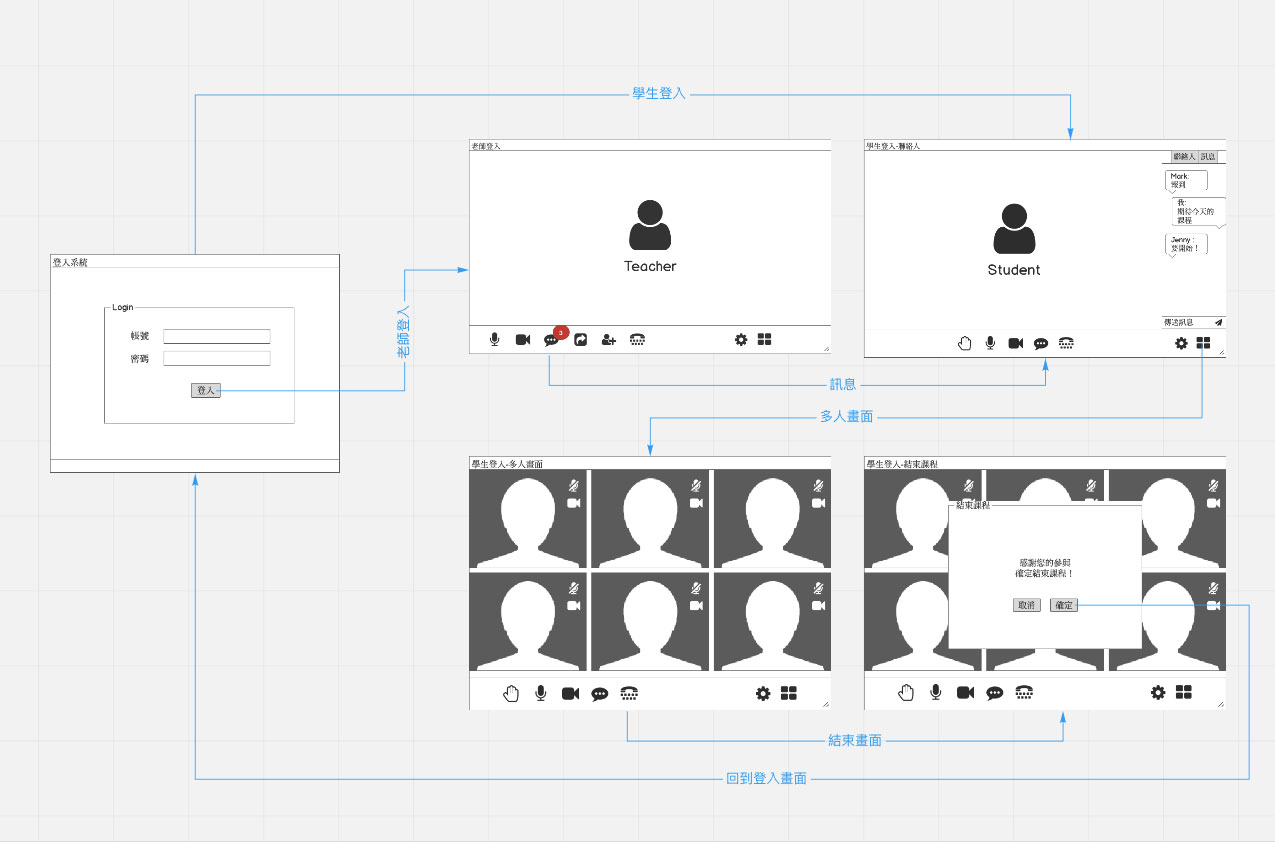 學生登入
老師登入
Teacher
3
學生登入-聯絡人
聯絡人 訊息
Mark:
報到
我:
期待今天的
課程
Jenny :
要開始！
傳送訊息
Student
登入系統
Login
帳號
密碼
登入
老師登入
訊息
多人畫面
學生登入-多人畫面
學生登入-結束課程
結束課程
感謝您的參與
確定結束課程！
取消 確定
結束畫面
回到登入畫面